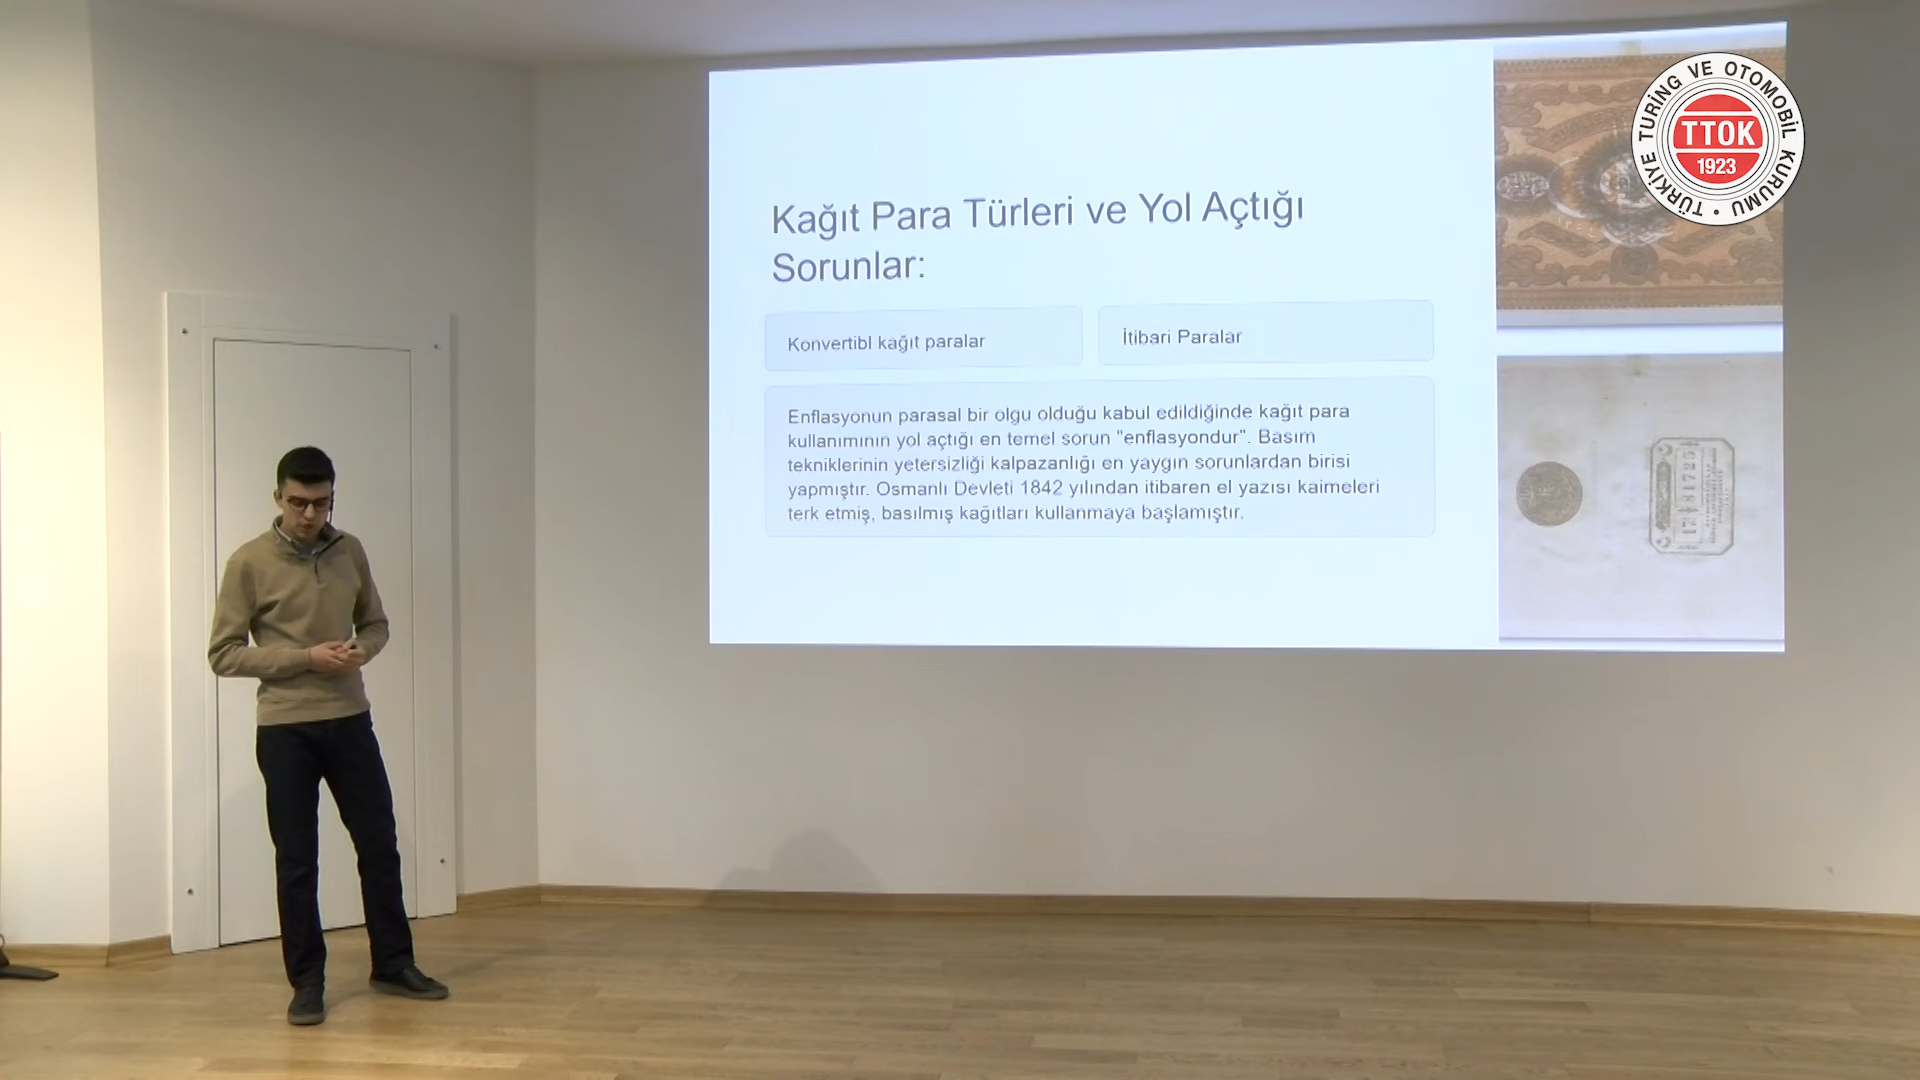 Kağıt Para Türleri ve Yol Açtığı
Sorunlar:
Konvertibl kağıt paralar
İtibari Paralar
Enflasyonun parasal bir olgu olduğu kabul edildiğinde kağıt para
kullanımının yol açtığı en temel sorun "enflasyondur". Basım
tekniklerinin yetersizliği kalpazanlığı en yaygın sorunlardan birisi
yapmıştır. Osmanlı Devleti 1842 yılından itibaren el yazısı kaimeleri
terk etmiş, basılmış kağıtları kullanmaya başlamıştır.
TÜRKİYE TURİNG VE OTOMOBİL KURUMU •
TTOK
1923